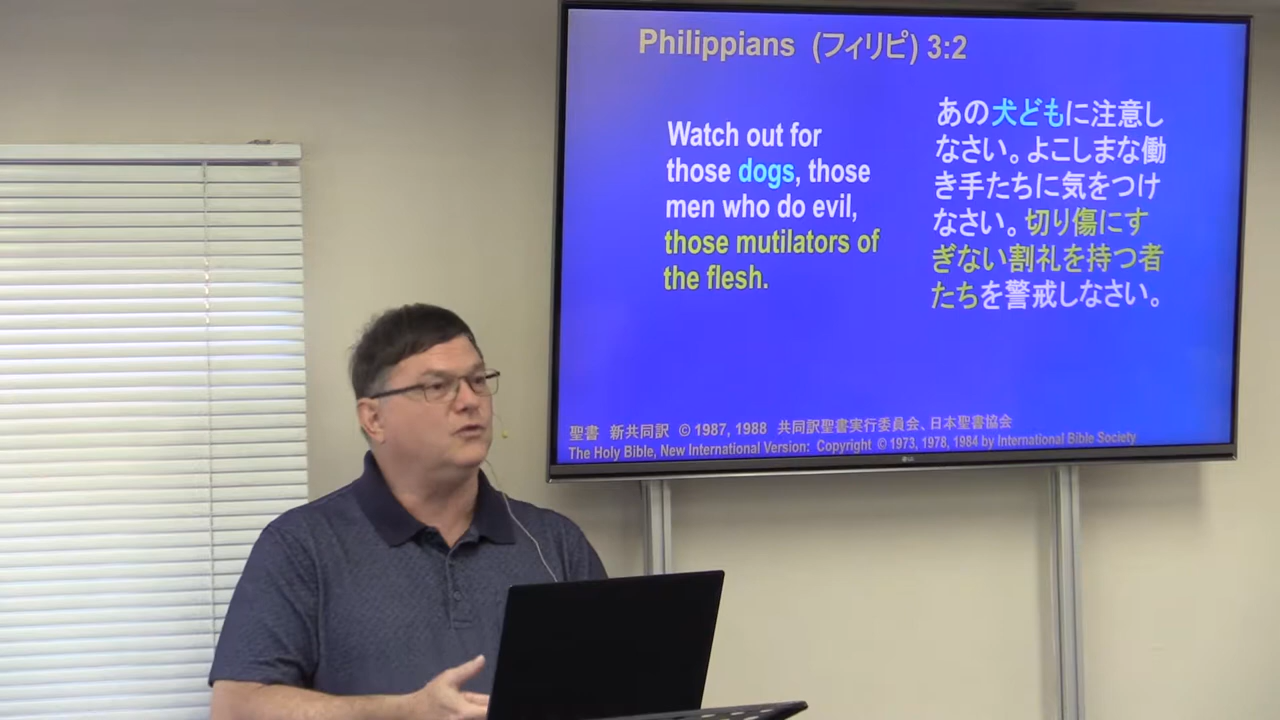 Philippians (フィリピ) 3:2
Watch out for
those dogs, those
men who do evil,
those mutilators of
the flesh.
あの犬どもに注意し
なさい。よこしまな働
き手たちに気をつけ
なさい。切り傷にす
ぎない割礼を持つ者
たちを警戒しなさい。
聖書 新共同訳 © 1987, 1988 共同訳聖書実行委員会、日本聖書協会
The Holy Bible, New International Version: Copyright © 1973, 1978, 1984 by International Bible Society
LG